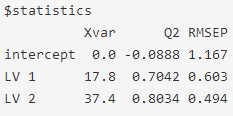 $statistics
Xvar Q2 RMSEP
intercept 0.0 -0.0888 1.167
LV 1 17.8 0.7042 0.603
LV 2 37.4 0.8034 0.494